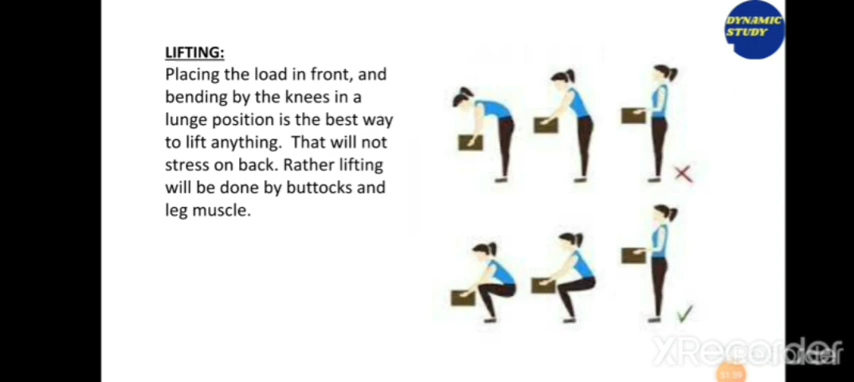 DYNAMIC
STUDY
LIFTING:
Placing the load in front, and
bending by the knees in a
lunge position is the best way
to lift anything.  That will not
stress on back. Rather lifting
will be done by buttocks and
leg muscle.
XRecorder